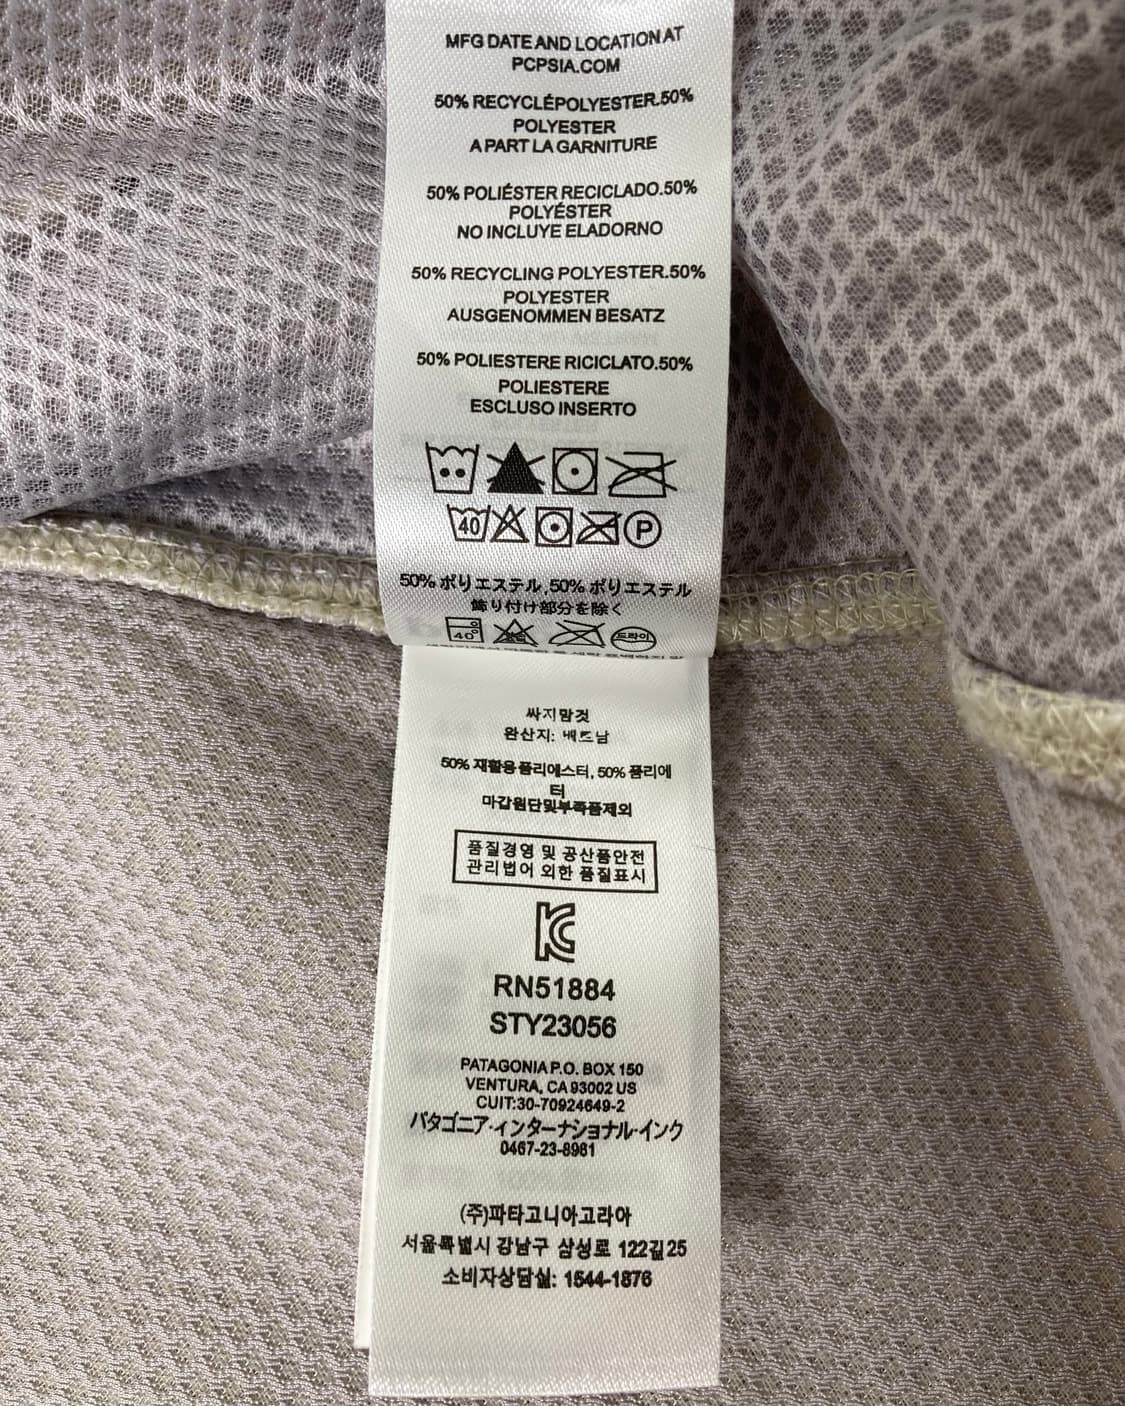 MFG DATE AND LOCATION AT
PCPSIA.COM
50% RECYCLÉPOLYESTER.50%
POLYESTER
A PART LA GARNITURE
50% POLIÉSTER RECICLADO.50%
POLYÉSTER
NO INCLUYE ELADORNO
50% RECYCLING POLYESTER.50%
POLYESTER
AUSGENOMMEN BESATZ
50% POLIESTERE RICICLATO.50%
POLIESTERE
ESCLUSO INSERTO
40 P
50% ポリエステル,50% ポリエステル
飾り付け部分を除く
40 드라이
싸지맘것
완산지: 베트남
50% 재활용폴리에스터, 50% 폼리에
터
마갑원단및부족품제외
품질경영 및 공산품안전
관리법어 외한 품질표시
RN51884
STY23056
PATAGONIA P.O. BOX 150
VENTURA, CA 93002 US
CUIT:30-70924649-2
パタゴニア・インターナショナル・インク
0467-23-8981
(주)파타고니아고리아
서울특별시 강남구 삼성로 122길25
소비자상담실: 1544-1876